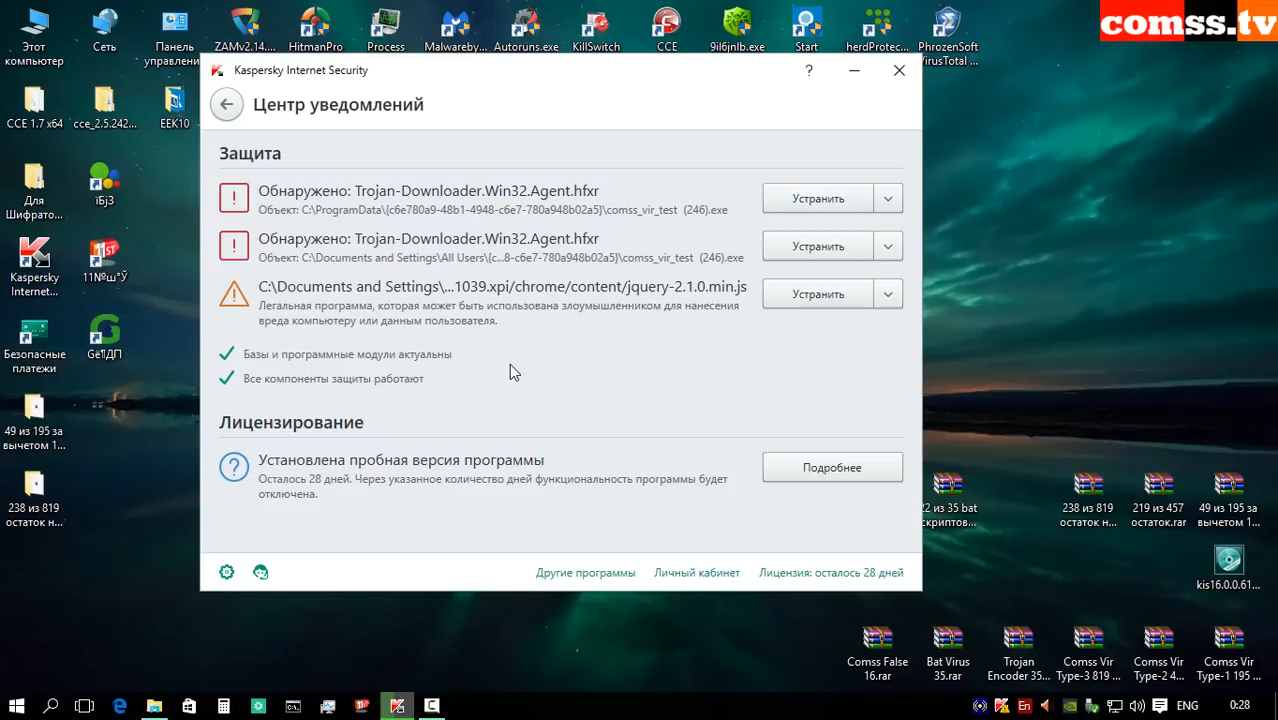 comss.tv
Этот компьютер
Сеть
Панель управлени...
ZAMv2.14....
HitmanPro
Process
Malwareby...
Autoruns.exe
KillSwitch
CCE
9il6jnlb.exe
Start
herdProtec...
PhrozenSoft VirusTotal ...
CCE 1.7 x64
cce_2.5.242...
EEK10
Для Шифрато...
Kaspersky Internet...
Безопасные платежи
49 из 195 за вычетом 1...
238 из 819 остаток н...
Kaspersky Internet Security
?
Центр уведомлений
Защита
Обнаружено: Trojan-Downloader.Win32.Agent.hfxr
Объект: C:\ProgramData\{c6e780a9-48b1-4948-c6e7-780a948b02a5}\comss_vir_test (246).exe
Устранить
Обнаружено: Trojan-Downloader.Win32.Agent.hfxr
Объект: C:\Documents and Settings\All Users\{c...8-c6e7-780a948b02a5}\comss_vir_test (246).exe
Устранить
C:\Documents and Settings\...1039.xpi/chrome/content/jquery-2.1.0.min.js
Легальная программа, которая может быть использована злоумышленником для нанесения
вреда компьютеру или данным пользователя.
Устранить
Базы и программные модули актуальны
Все компоненты защиты работают
Лицензирование
Установлена пробная версия программы
Осталось 28 дней. Через указанное количество дней функциональность программы будет
отключена.
Подробнее
Другие программы
Личный кабинет
Лицензия: осталось 28 дней
22 из 35 bat скриптов...
238 из 819 остаток н...
219 из 457 остаток.rar
49 из 195 за вычетом 1...
kis16.0.0.61...
Comss False 16.rar
Bat Virus 35.rar
Trojan Encoder 35...
Comss Vir Type-3 819 ...
Comss Vir Type-2 4...
Comss Vir Type-1 195 ...
En
ENG
0:28